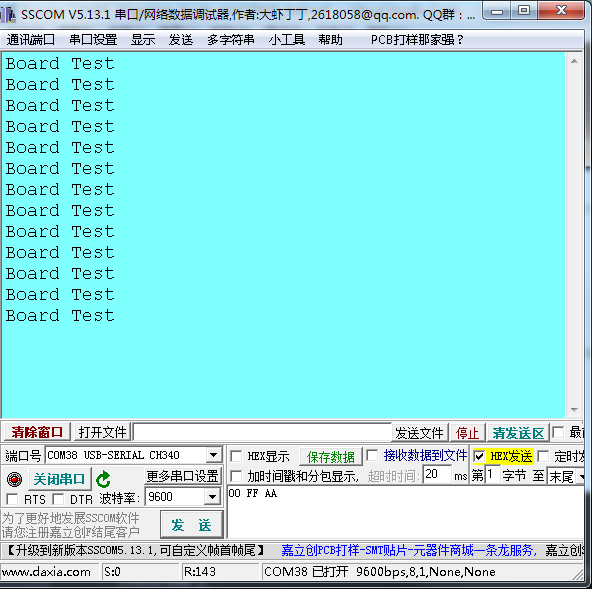 SSCOM V5.13.1 串口/网络数据调试器,作者:大虾丁丁,2618058@qq.com. QQ群：...
通讯端口 串口设置 显示 发送 多字符串 小工具 帮助 PCB打样那家强？
Board Test
Board Test
Board Test
Board Test
Board Test
Board Test
Board Test
Board Test
Board Test
Board Test
Board Test
Board Test
Board Test
清除窗口 打开文件 发送文件 停止 清发送区 最前
端口号 COM38 USB-SERIAL CH340 HEX显示 保存数据 接收数据到文件 HEX发送 定时发
关闭串口 更多串口设置 加时间戳和分包显示, 超时时间: 20 ms 第 1 字节 至 末尾
RTS DTR 波特率: 9600
00 FF AA
为了更好地发展SSCOM软件
请您注册嘉立创F结尾客户
发 送
【升级到新版本SSCOM5.13.1,可自定义帧首帧尾】 嘉立创PCB打样-SMT贴片-元器件商城一条龙服务, 嘉立创S
www.daxia.com S:0 R:143 COM38 已打开 9600bps,8,1,None,None